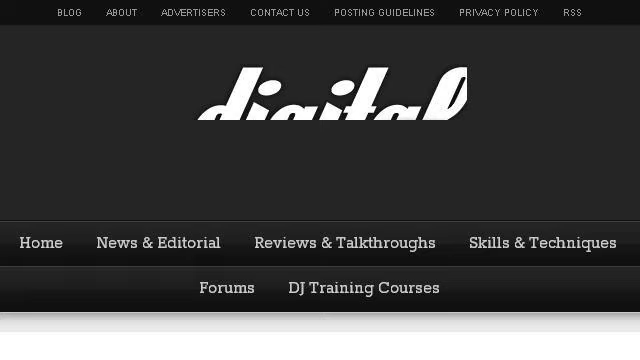 BLOG ABOUT ADVERTISERS CONTACT US POSTING GUIDELINES PRIVACY POLICY RSS
digital
Home News & Editorial Reviews & Talkthroughs Skills & Techniques
Forums DJ Training Courses